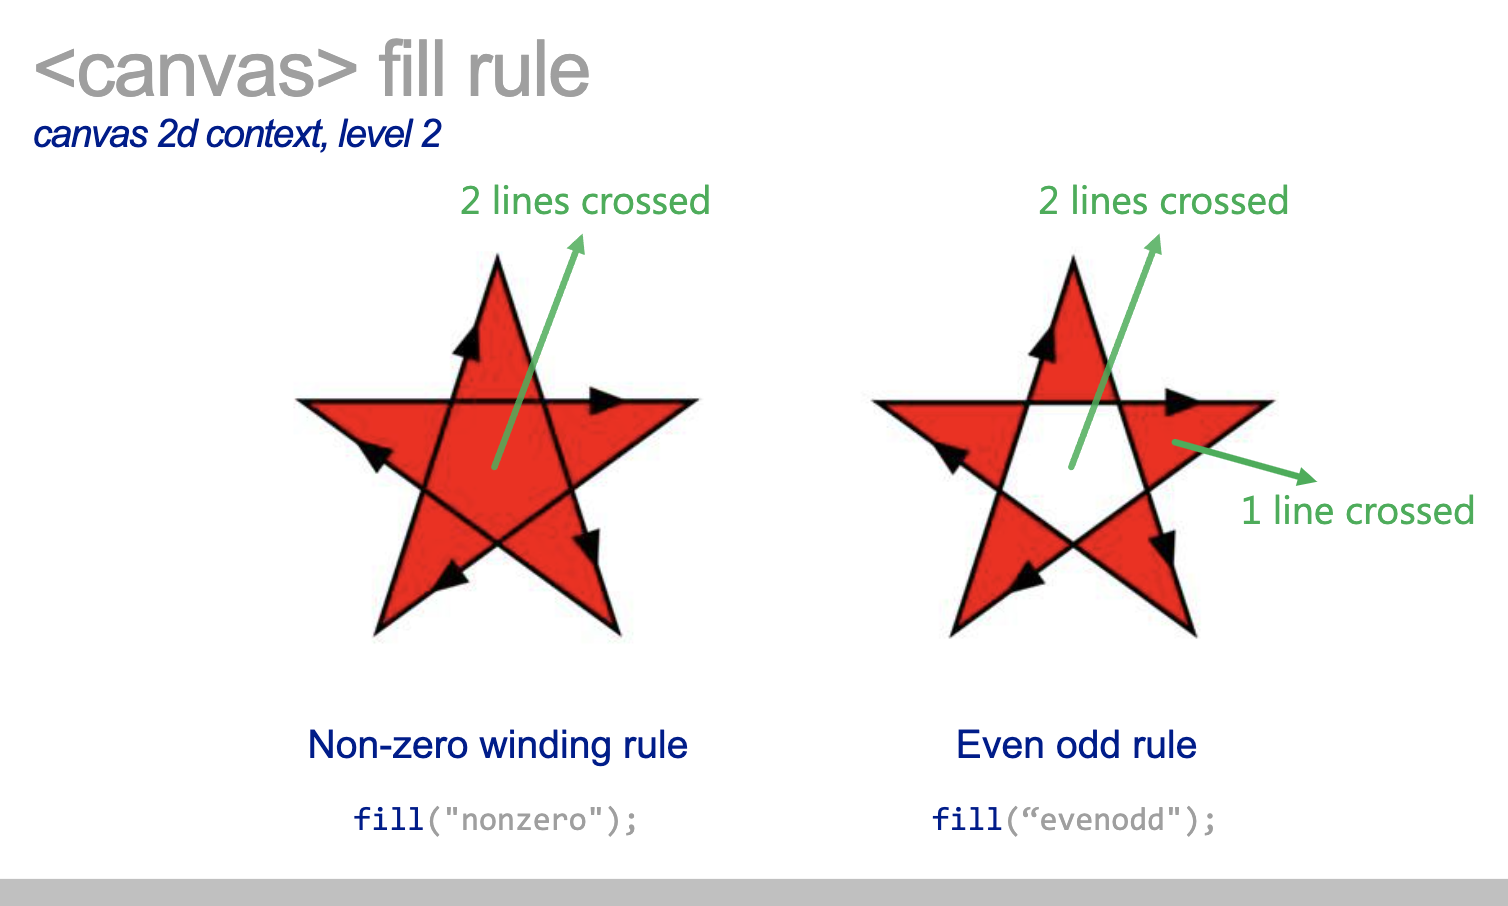 <canvas> fill rule
canvas 2d context, level 2
2 lines crossed
2 lines crossed
1 line crossed
Non-zero winding rule
Even odd rule
fill("nonzero");
fill(“evenodd");